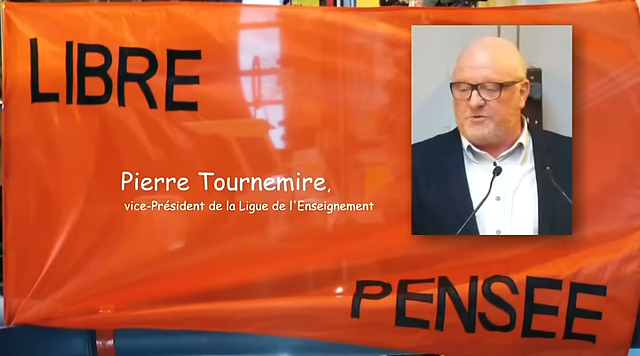 LIBRE
Pierre Tournemire,
vice-Président de la Ligue de l'Enseignement
PENSEE